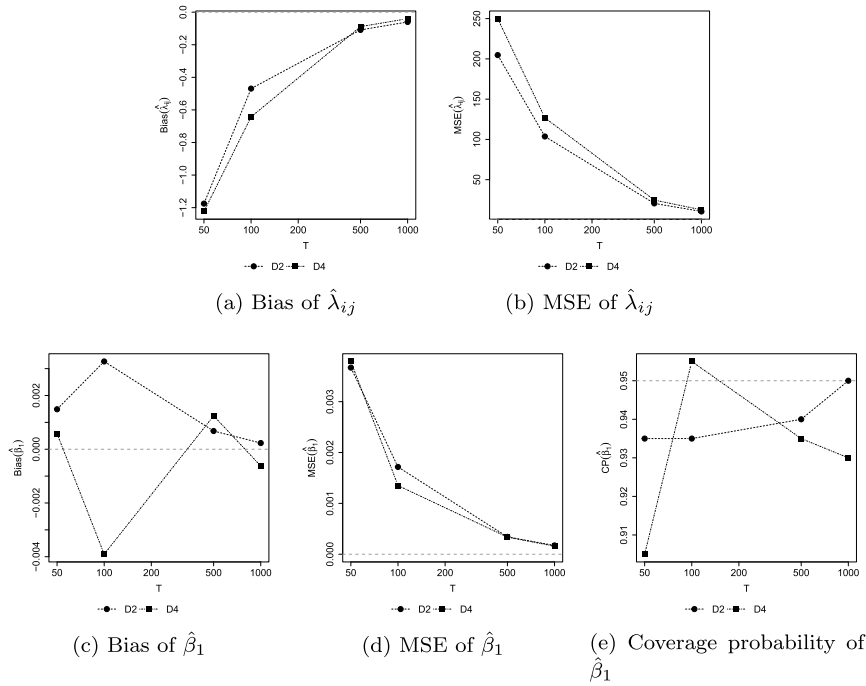 0.0
−0.2
−0.4
−0.6
−0.8
−1.0
−1.2
Bias(λ̂ij)
50 100 200 500 1000
T
D2 D4
(a) Bias of λ̂ij
250
200
150
100
50
MSE(λ̂ij)
50 100 200 500 1000
T
D2 D4
(b) MSE of λ̂ij
0.002
0.000
−0.002
−0.004
Bias(β̂1)
50 100 200 500 1000
T
D2 D4
(c) Bias of β̂1
0.003
0.002
0.001
0.000
MSE(β̂1)
50 100 200 500 1000
T
D2 D4
(d) MSE of β̂1
0.95
0.94
0.93
0.92
0.91
CP(β̂1)
50 100 200 500 1000
T
D2 D4
(e) Coverage probability of
β̂1